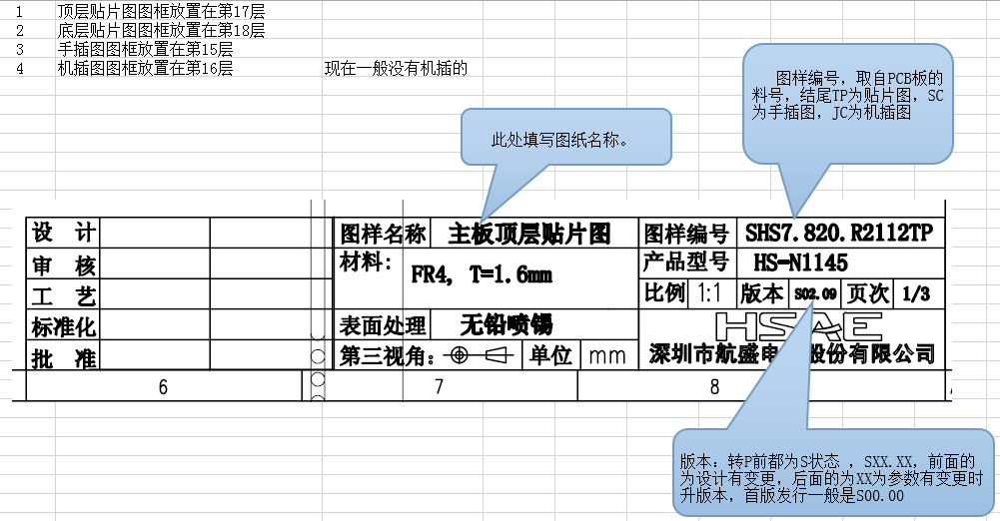 1 顶层贴片图图框放置在第17层
2 底层贴片图图框放置在第18层
3 手插图图框放置在第15层
4 机插图图框放置在第16层 现在一般没有机插的
图样编号，取自PCB板的
料号，结尾TP为贴片图，SC
为手插图，JC为机插图
此处填写图纸名称。
设 计 图样名称 主板顶层贴片图 图样编号 SHS7.820.R2112TP
审 核 材料: FR4, T=1.6mm 产品型号 HS-N1145
工 艺 比例 1:1 版本 S02.09 页次 1/3
标准化 表面处理 无铅喷锡 HSAE
批 准 第三视角: 单位 mm 深圳市航盛电 股份有限公司
6 7 8
版本: 转P前都为S状态 , SXX.XX, 前面的
为设计有变更，后面的为XX为参数有变更时
升版本，首版发行一般是S00.00